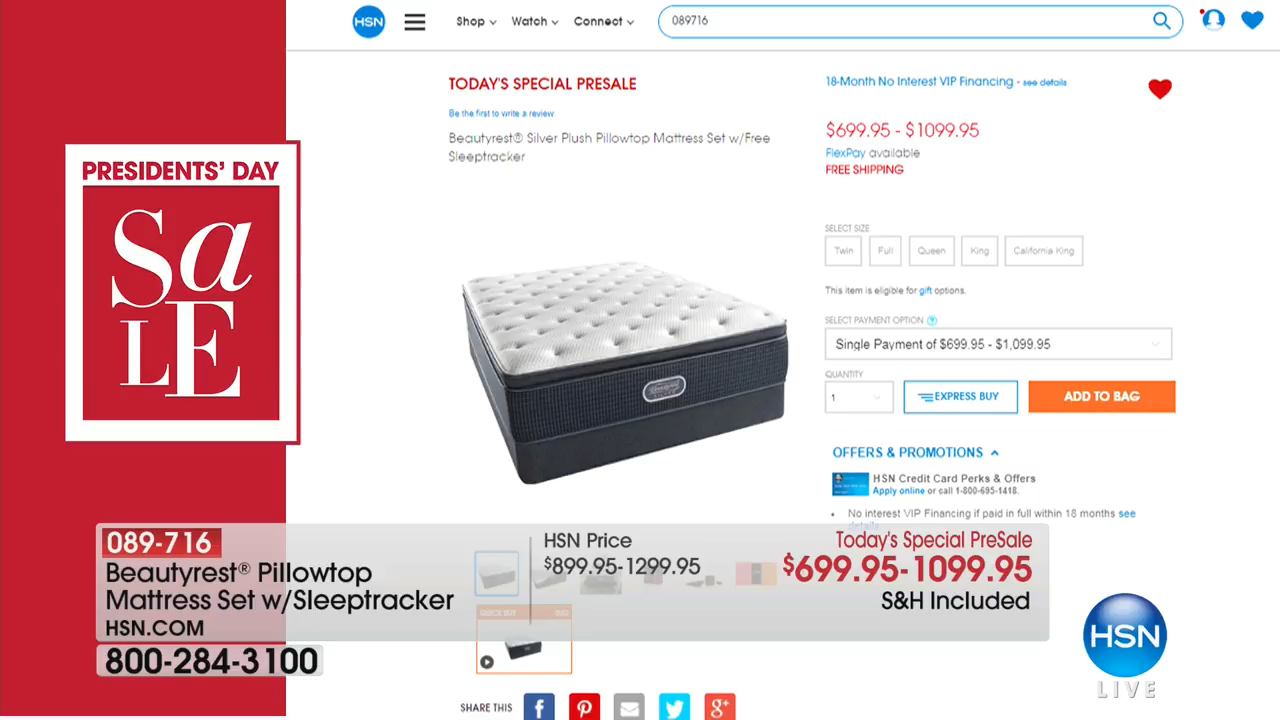 HSN
Shop
Watch
Connect
089716
PRESIDENTS' DAY
SaLE
TODAY'S SPECIAL PRESALE
Be the first to write a review
Beautyrest® Silver Plush Pillowtop Mattress Set w/Free
Sleeptracker
18-Month No Interest VIP Financing - see details
$699.95 - $1099.95
FlexPay available
FREE SHIPPING
SELECT SIZE
Twin
Full
Queen
King
California King
This item is eligible for gift options.
SELECT PAYMENT OPTION ?
Single Payment of $699.95 - $1,099.95
QUANTITY
1
EXPRESS BUY
ADD TO BAG
OFFERS & PROMOTIONS
HSN Credit Card Perks & Offers
Apply online or call 1-800-695-1418.
• No interest VIP Financing if paid in full within 18 months see
details
089-716
Beautyrest® Pillowtop
Mattress Set w/Sleeptracker
HSN.COM
800-284-3100
HSN Price
$899.95-1299.95
Today's Special PreSale
$699.95-1099.95
S&H Included
QUICK BUY
SHARE THIS
HSN
LIVE